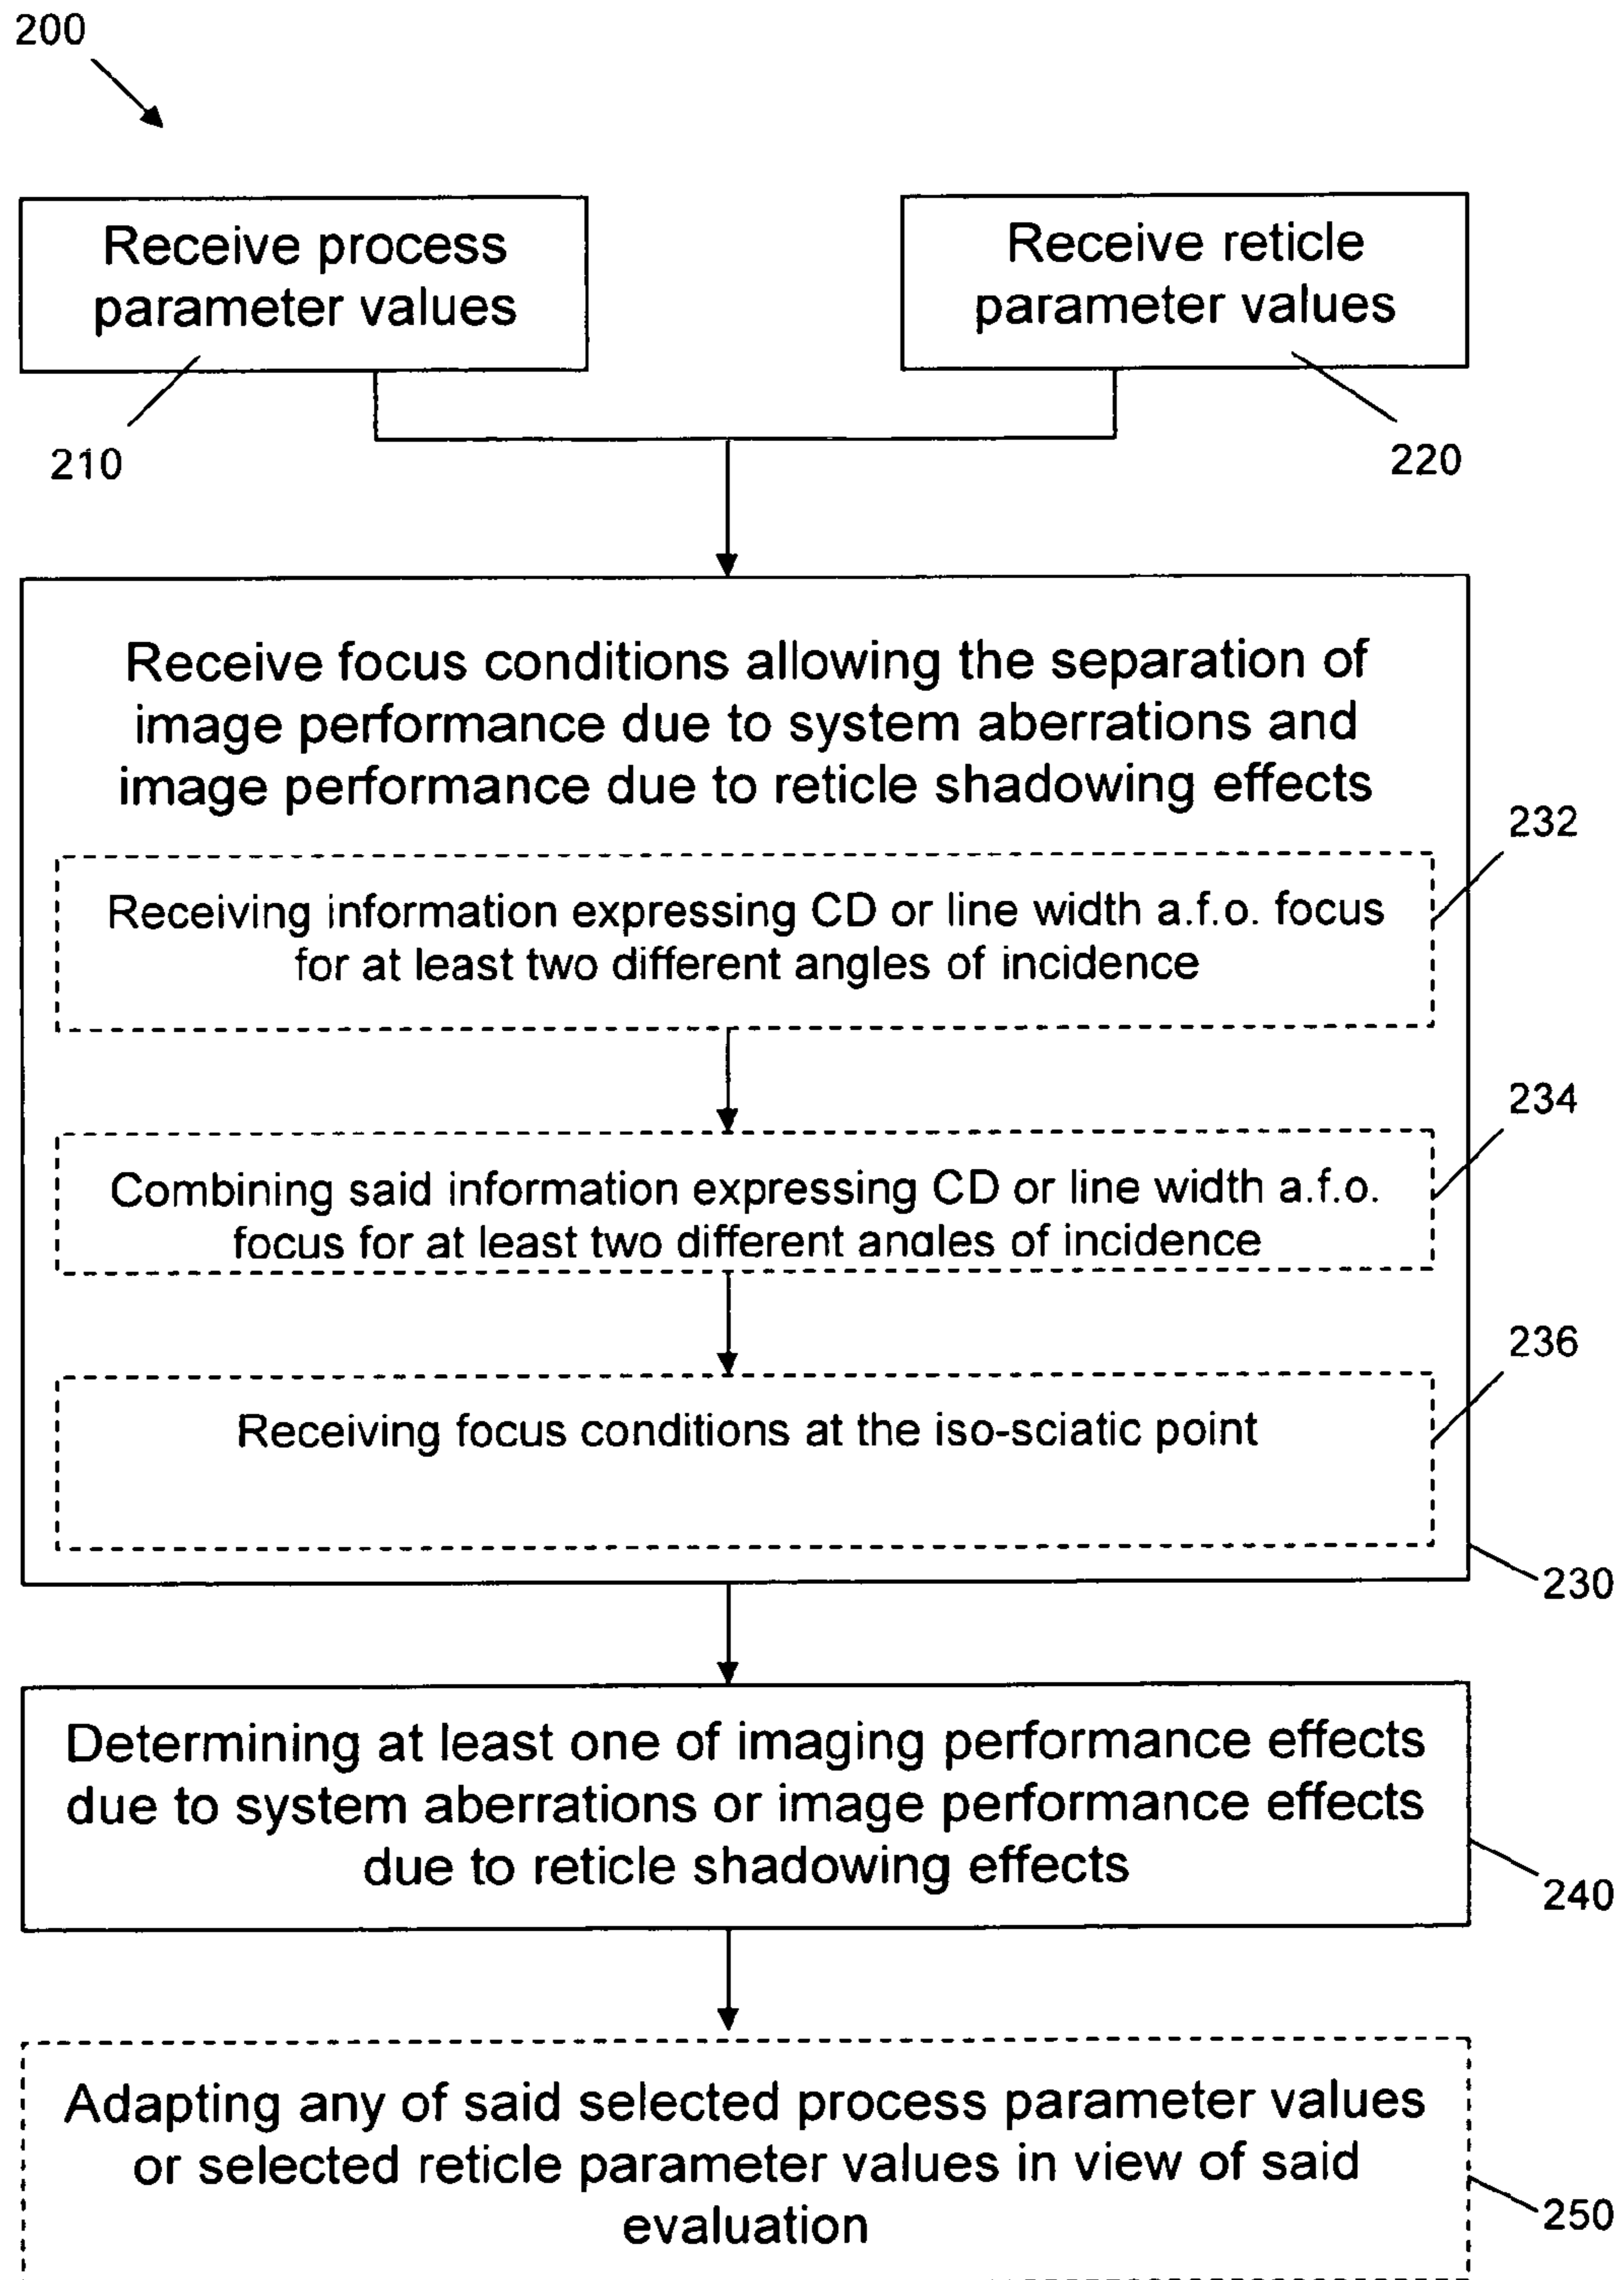 200
Receive process
parameter values
210
Receive reticle
parameter values
220
Receive focus conditions allowing the separation of
image performance due to system aberrations and
image performance due to reticle shadowing effects
232
Receiving information expressing CD or line width a.f.o. focus
for at least two different angles of incidence
234
Combining said information expressing CD or line width a.f.o.
focus for at least two different angles of incidence
236
Receiving focus conditions at the iso-sciatic point
230
Determining at least one of imaging performance effects
due to system aberrations or image performance effects
due to reticle shadowing effects
240
Adapting any of said selected process parameter values
or selected reticle parameter values in view of said
evaluation
250